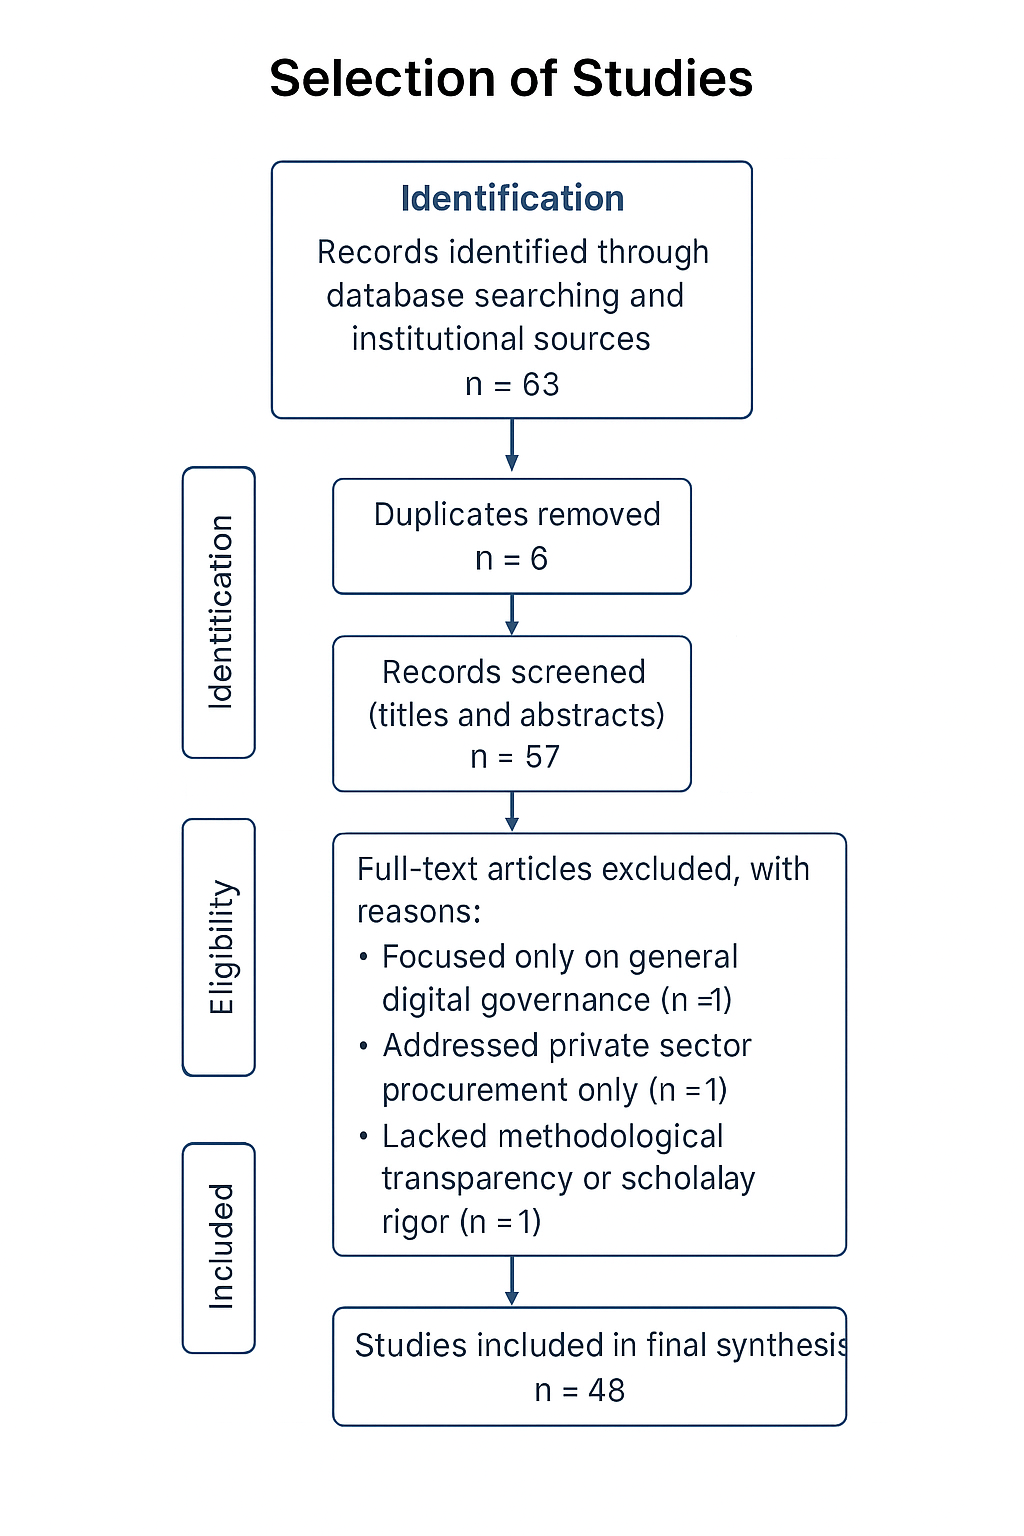 Selection of Studies
Identification
Records identified through
database searching and
institutional sources
n = 63
Identitication
Duplicates removed
n = 6
Records screened
(titles and abstracts)
n = 57
Eligibility
Full-text articles excluded, with
reasons:
• Focused only on general
digital governance (n =1)
• Addressed private sector
procurement only (n =1)
• Lacked methodological
transparency or scholalay
rigor (n =1)
Included
Studies included in final synthesis
n = 48